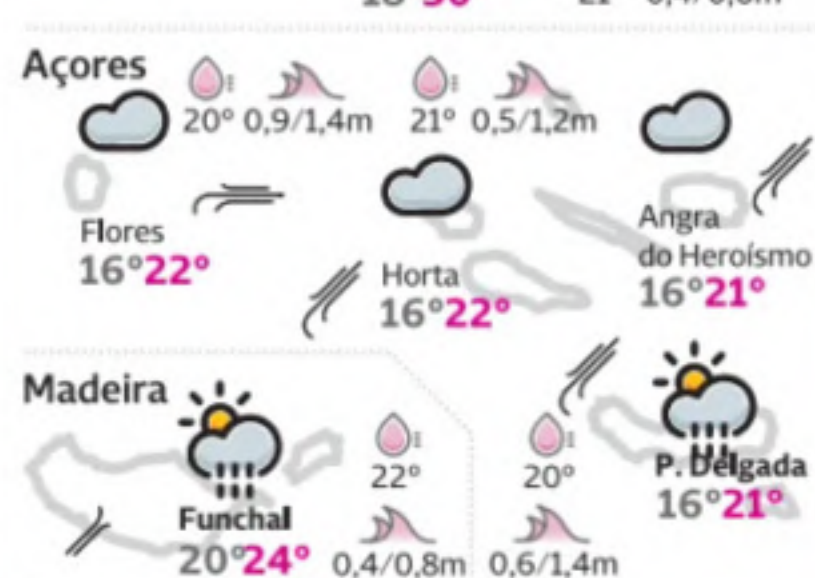 Açores
20° 0,9/1,4m
21° 0,5/1,2m
Flores
16°22°
Horta
16°22°
Angra
do Heroísmo
16°21°
Madeira
Funchal
20°24°
22°
0,4/0,8m
20°
0,6/1,4m
P. Delgada
16°21°